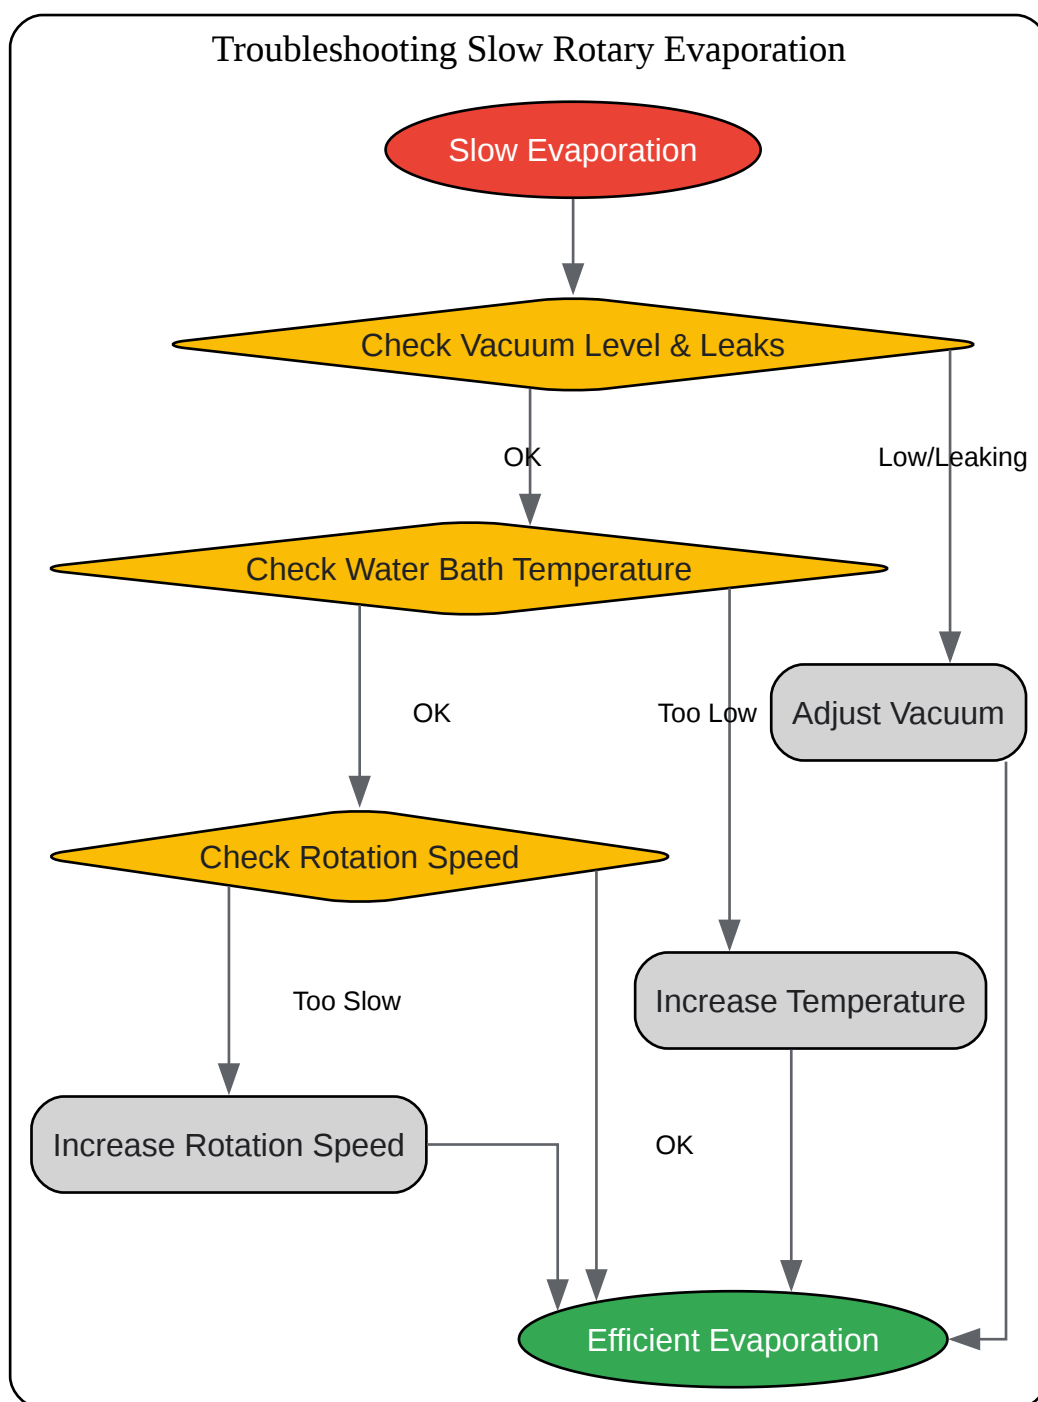 Troubleshooting Slow Rotary Evaporation
Slow Evaporation
Check Vacuum Level & Leaks
OK
Low/Leaking
Check Water Bath Temperature
OK
Too Low
Adjust Vacuum
Check Rotation Speed
Too Slow
Increase Temperature
Increase Rotation Speed
OK
Efficient Evaporation